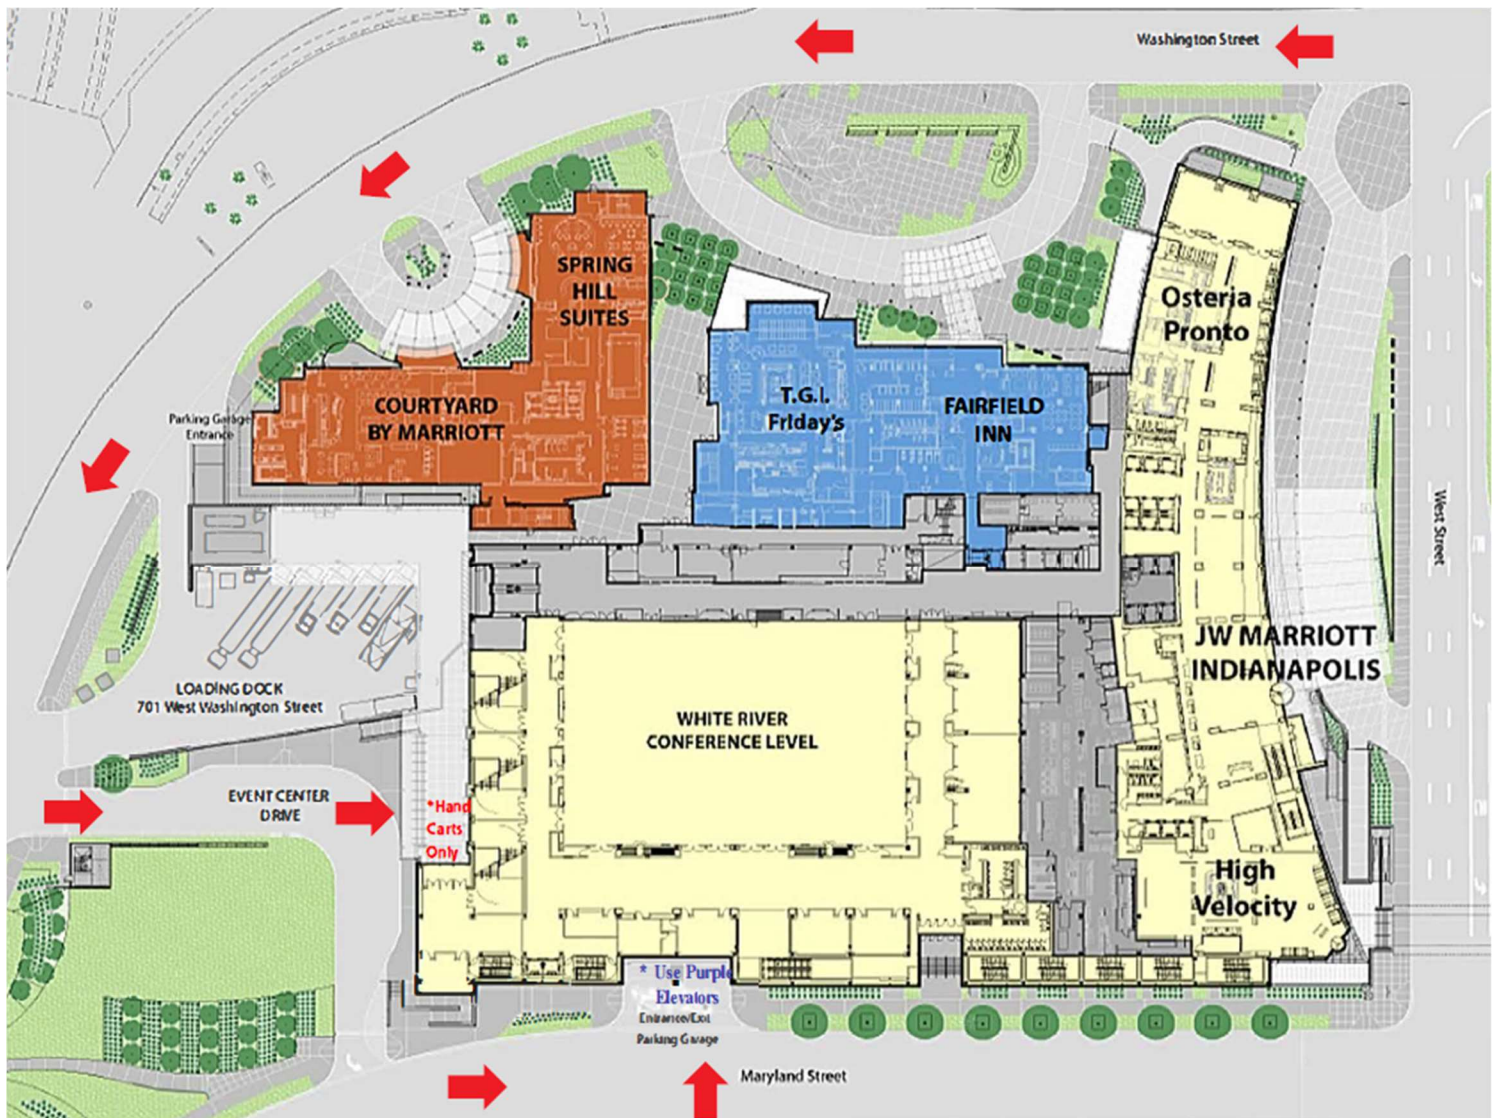 Washington Street
SPRING
HILL
SUITES
Osteria
Pronto
COURTYARD
BY MARRIOTT
T.G.I.
Friday's
FAIRFIELD
INN
Parking Garage
Entrance
West Street
JW MARRIOTT
INDIANAPOLIS
LOADING DOCK
701 West Washington Street
WHITE RIVER
CONFERENCE LEVEL
EVENT CENTER
DRIVE
*Hand
Carts
Only
High
Velocity
* Use Purple
Elevators
Entrance/Exit
Parking Garage
Maryland Street